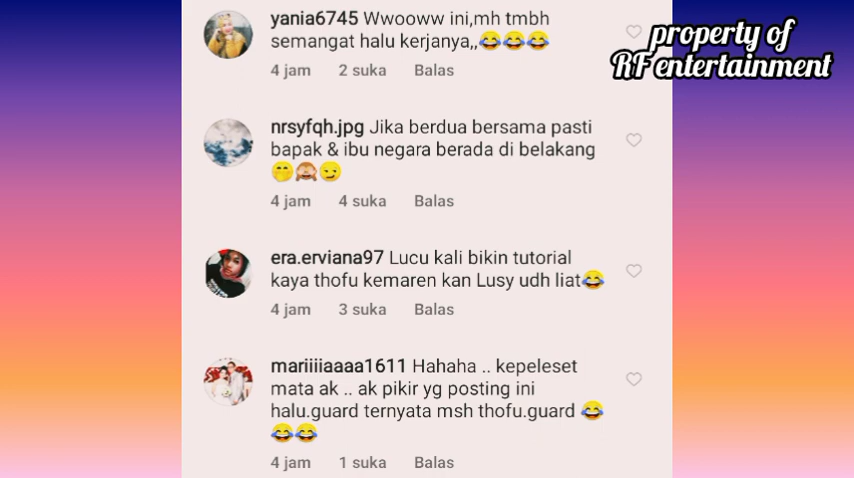 yania6745 Wwooww ini,mh tmbh
semangat halu kerjanya,,😂😂😂
4 jam 2 suka Balas
property of
RF entertainment
nrsyfqh.jpg Jika berdua bersama pasti
bapak & ibu negara berada di belakang
🤭🙈😏
4 jam 4 suka Balas
era.erviana97 Lucu kali bikin tutorial
kaya thofu kemaren kan Lusy udh liat😂
4 jam 3 suka Balas
mariiiiaaaa1611 Hahaha .. kepeleset
mata ak .. ak pikir yg posting ini
halu.guard ternyata msh thofu.guard 😂
😂😂
4 jam 1 suka Balas